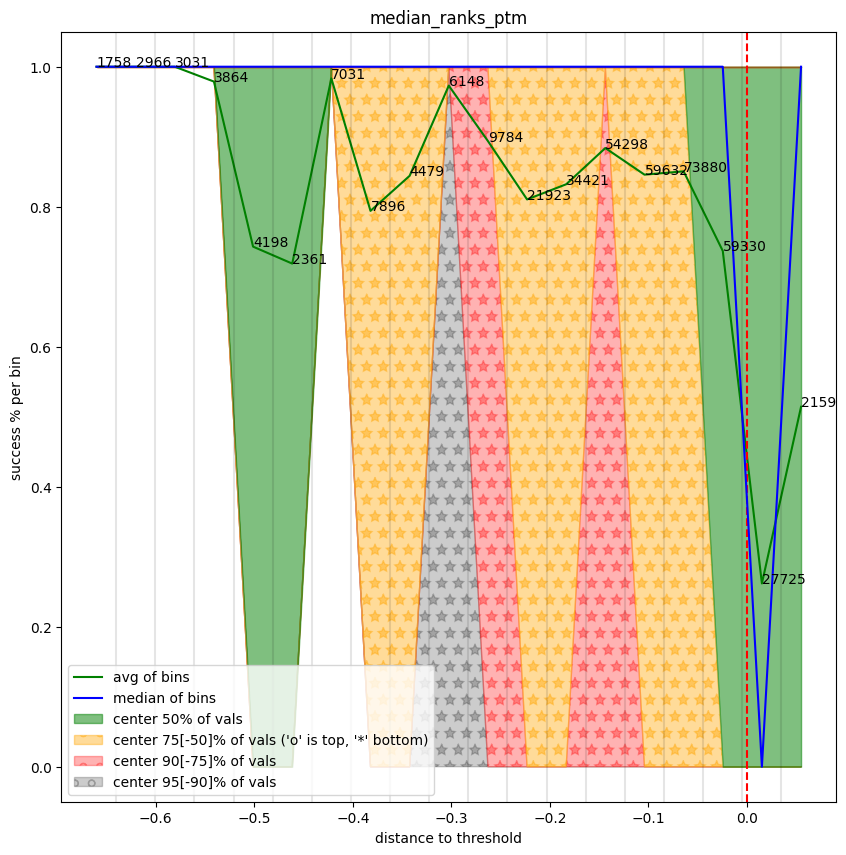 median_ranks_ptm
success % per bin
1.0
0.8
0.6
0.4
0.2
0.0
1758 2966 3031
3864
4198
2361
7031
7896
4479
6148
9784
21923
34421
54298
59632
73880
59330
27725
2159
avg of bins
median of bins
center 50% of vals
center 75[-50]% of vals ('o' is top, '*' bottom)
center 90[-75]% of vals
center 95[-90]% of vals
−0.6 −0.5 −0.4 −0.3 −0.2 −0.1 0.0
distance to threshold